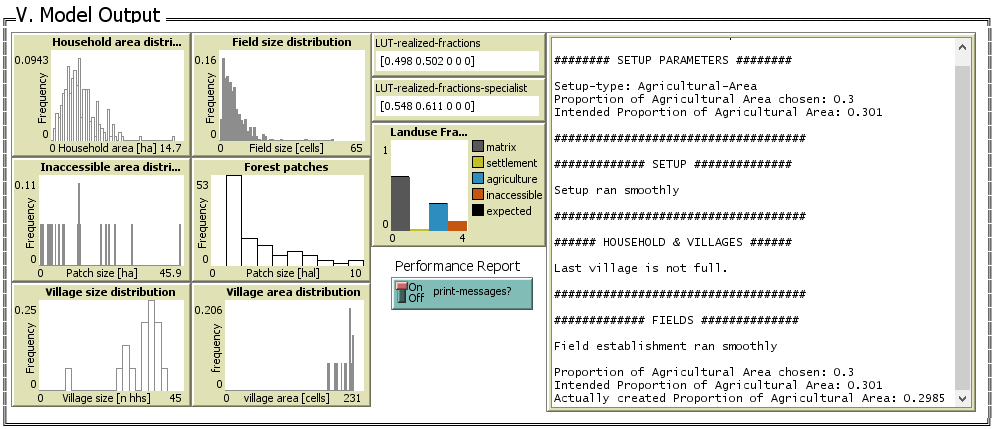 V. Model Output
Household area distri...
0.0943
Frequency
0
0 Household area [ha] 14.7
Field size distribution
0.16
Frequency
0
0 Field size [cells] 65
LUT-realized-fractions
[0.498 0.502 0 0 0]
LUT-realized-fractions-specialist
[0.548 0.611 0 0 0]
Landuse Fra...
1
0
0 4
matrix
settlement
agriculture
inaccessible
expected
Inaccessible area distri...
0.11
Frequency
0
0 Patch size [ha] 45.9
Forest patches
53
0
0 Patch size [hal] 10
Village size distribution
0.25
Frequency
0
0 Village size [n hhs] 45
Village area distribution
0.206
Frequency
0
0 village area [cells] 231
Performance Report
On
Off
print-messages?
######## SETUP PARAMETERS ########
Setup-type: Agricultural-Area
Proportion of Agricultural Area chosen: 0.3
Intended Proportion of Agricultural Area: 0.301
####################################
############# SETUP ##############
Setup ran smoothly
####################################
###### HOUSEHOLD & VILLAGES ######
Last village is not full.
####################################
############# FIELDS ##############
Field establishment ran smoothly
Proportion of Agricultural Area chosen: 0.3
Intended Proportion of Agricultural Area: 0.301
Actually created Proportion of Agricultural Area: 0.2985